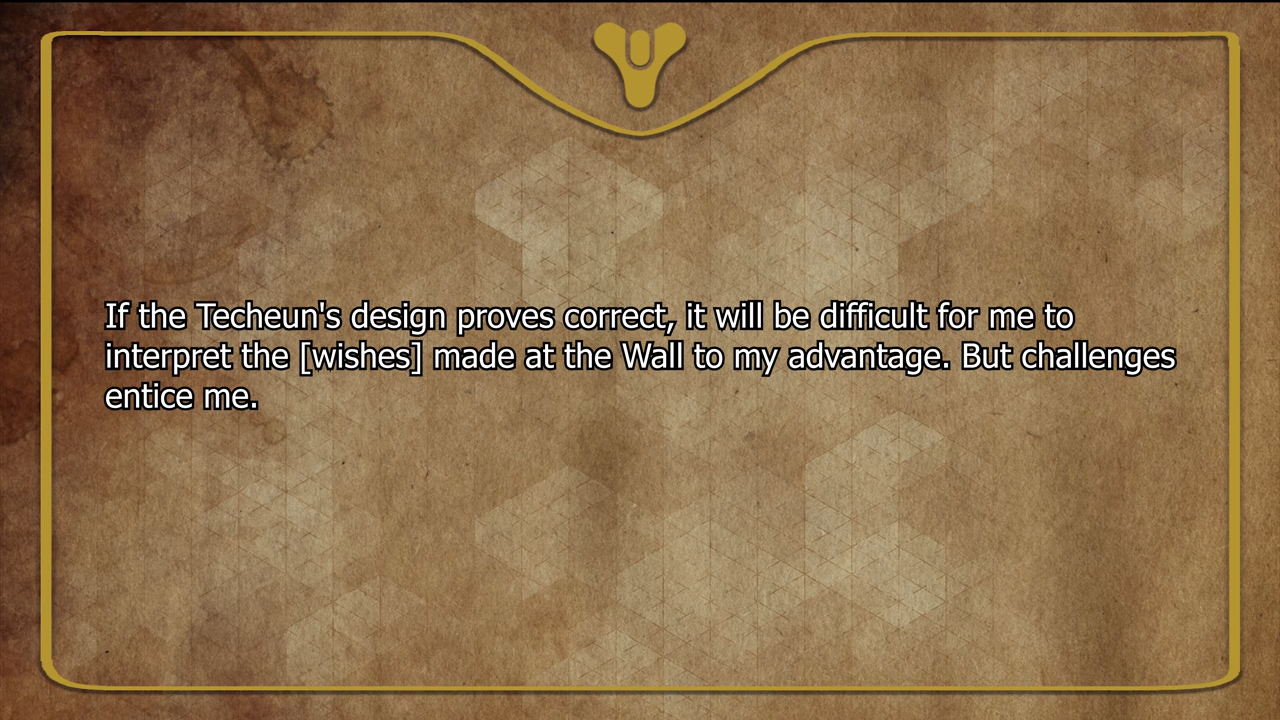 If the Techeun's design proves correct, it will be difficult for me to
interpret the [wishes] made at the Wall to my advantage. But challenges
entice me.